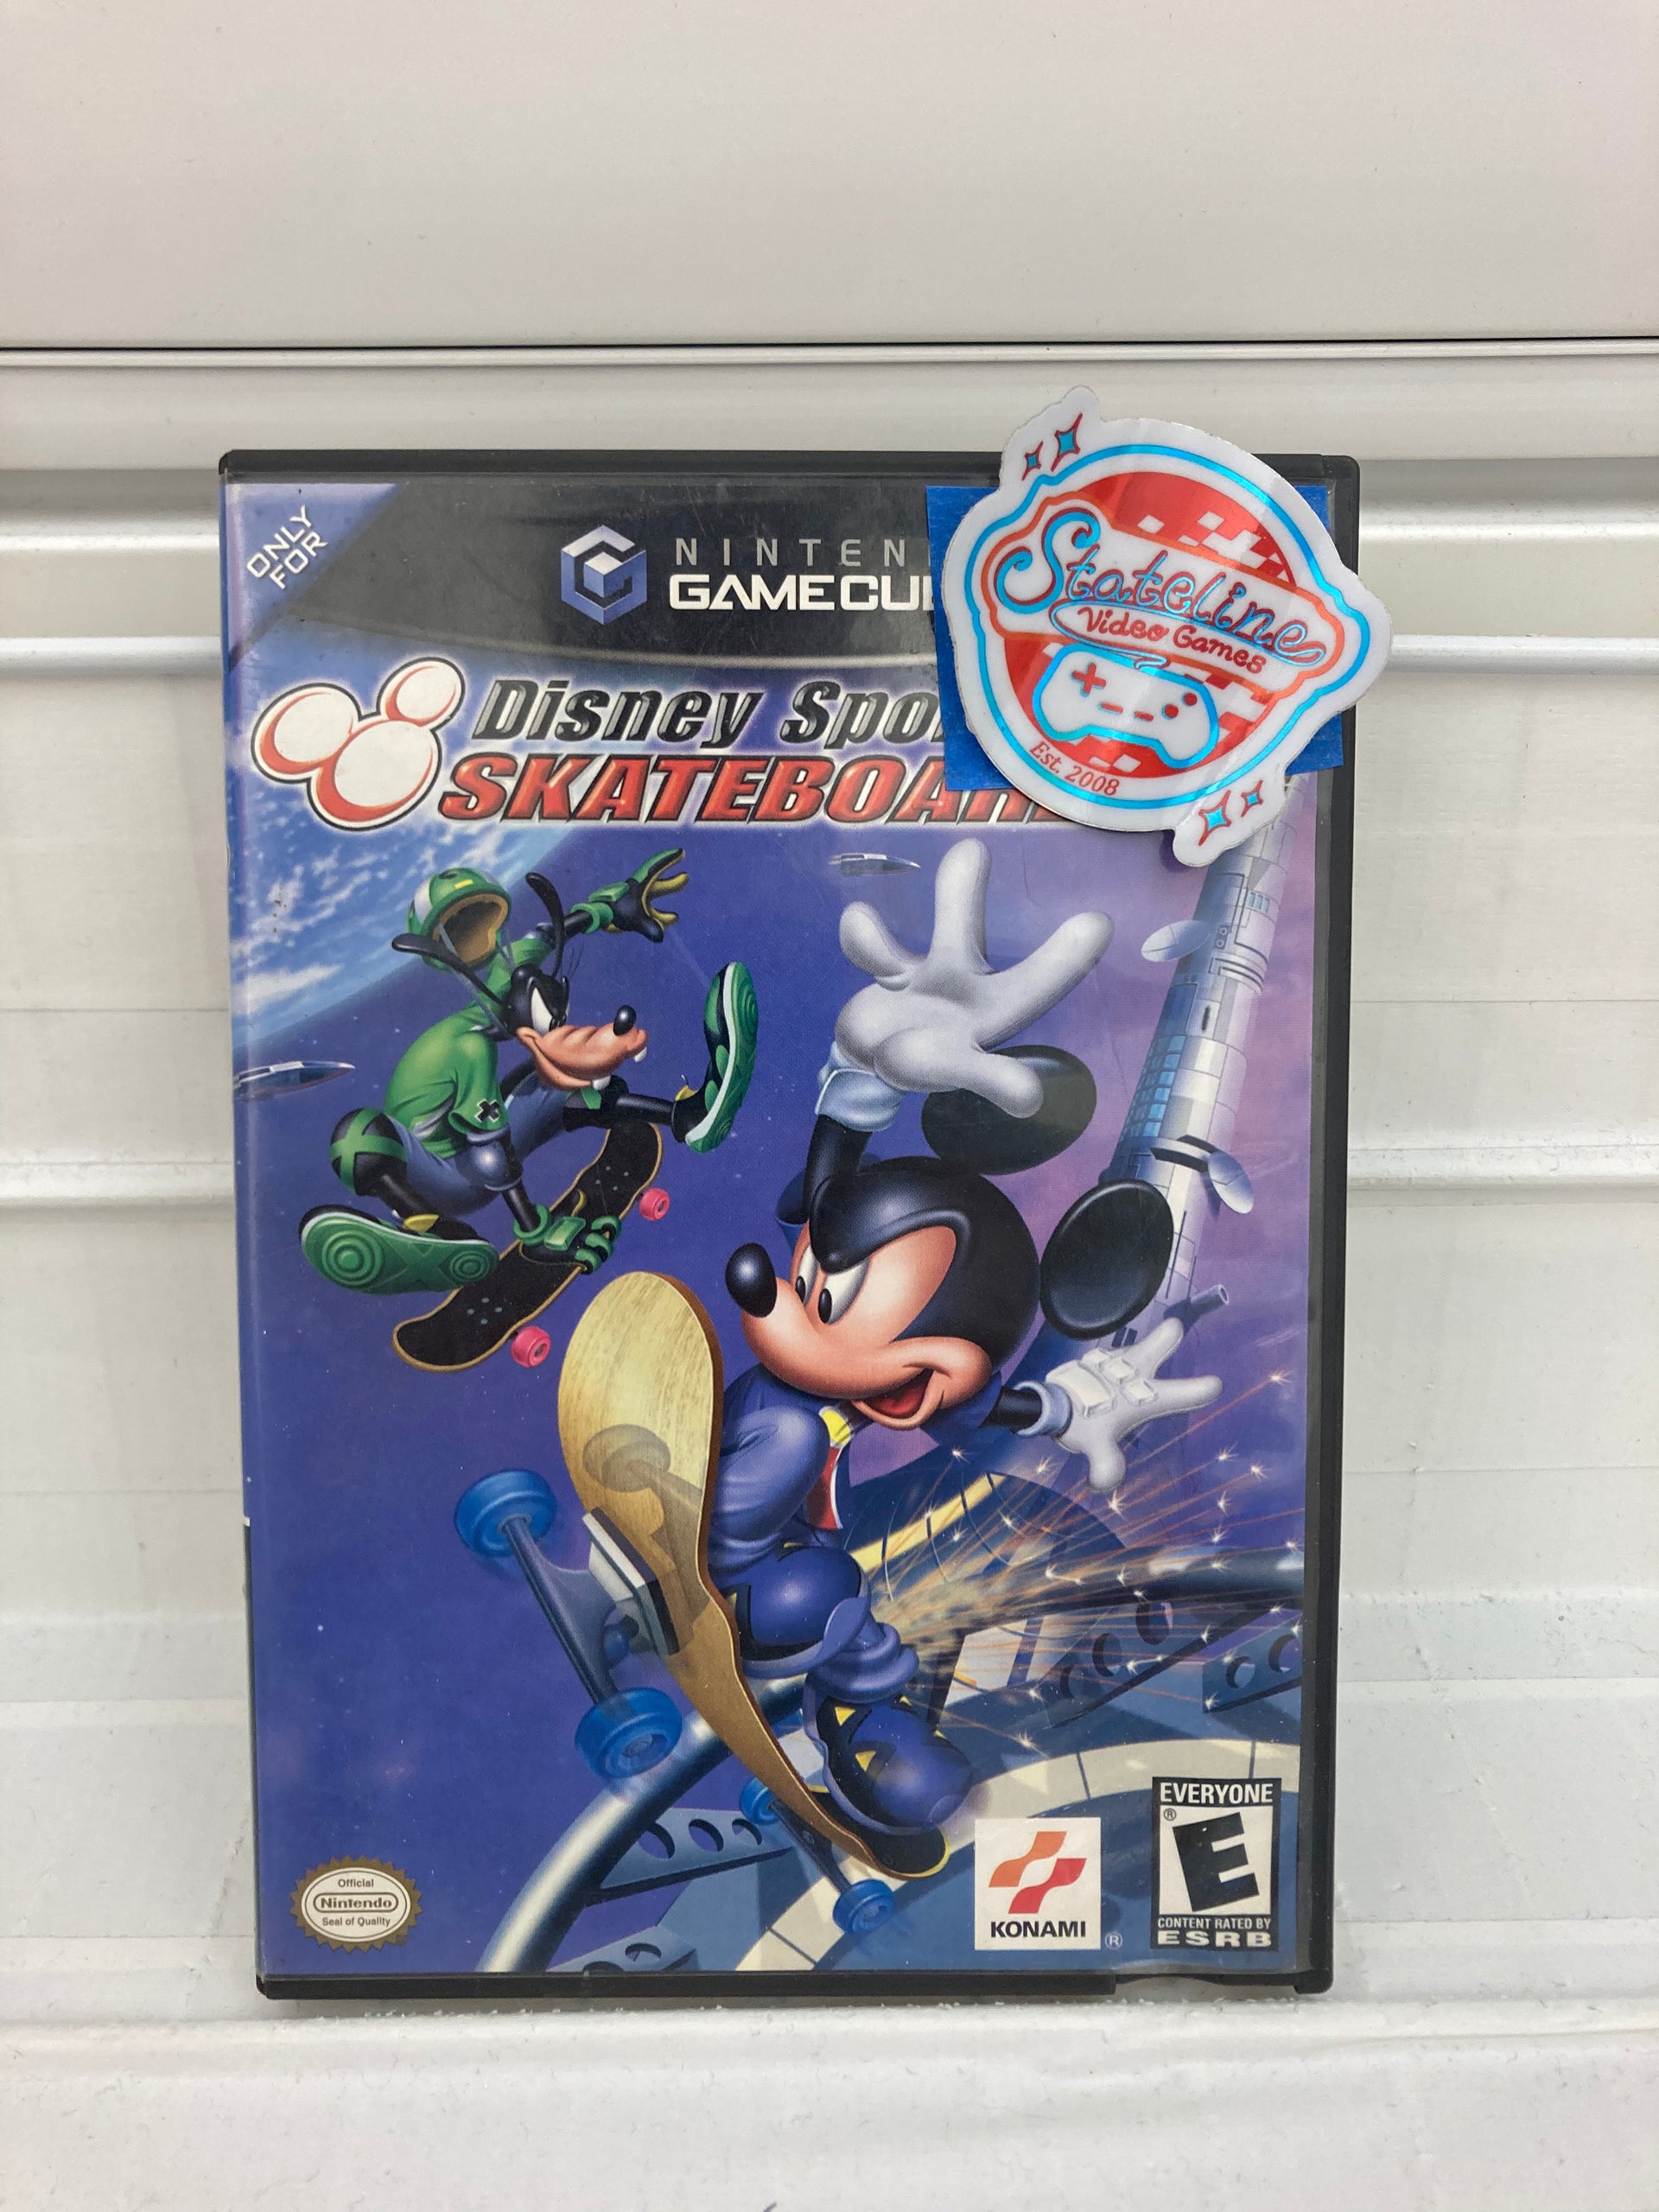 ONLY
FOR
NINTEN
GAMECU
Disney Spo
SKATEBOAR
Stateline
Video Games
Est. 2008
Official
Nintendo
Seal of Quality
KONAMI
®
EVERYONE
®
E
CONTENT RATED BY
ESRB